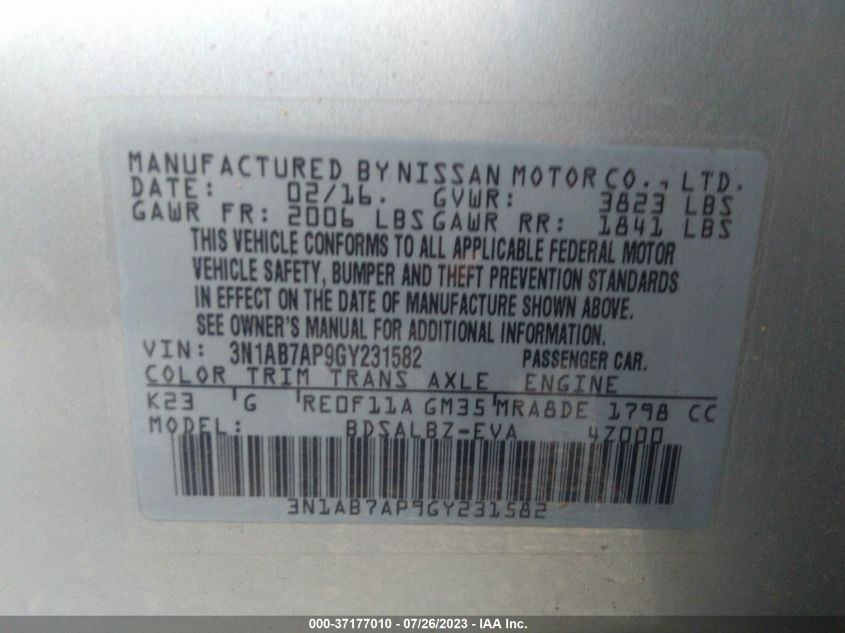 MANUFACTURED BY NISSAN MOTOR CO., LTD.
DATE: 02/16. GVWR: 3823 LBS
GAWR FR: 2006 LBS GAWR RR: 1841 LBS
THIS VEHICLE CONFORMS TO ALL APPLICABLE FEDERAL MOTOR
VEHICLE SAFETY, BUMPER AND THEFT PREVENTION STANDARDS
IN EFFECT ON THE DATE OF MANUFACTURE SHOWN ABOVE.
SEE OWNER'S MANUAL FOR ADDITIONAL INFORMATION.
VIN: 3N1AB7AP9GY231582 PASSENGER CAR.
COLOR TRIM TRANS AXLE ENGINE
K23 G RE0F11A GM35 MRA8DE 1798 CC
MODEL: BDSALBZ-EVA 4Z000
3N1AB7AP9GY231582
000-37177010 - 07/26/2023 - IAA Inc.